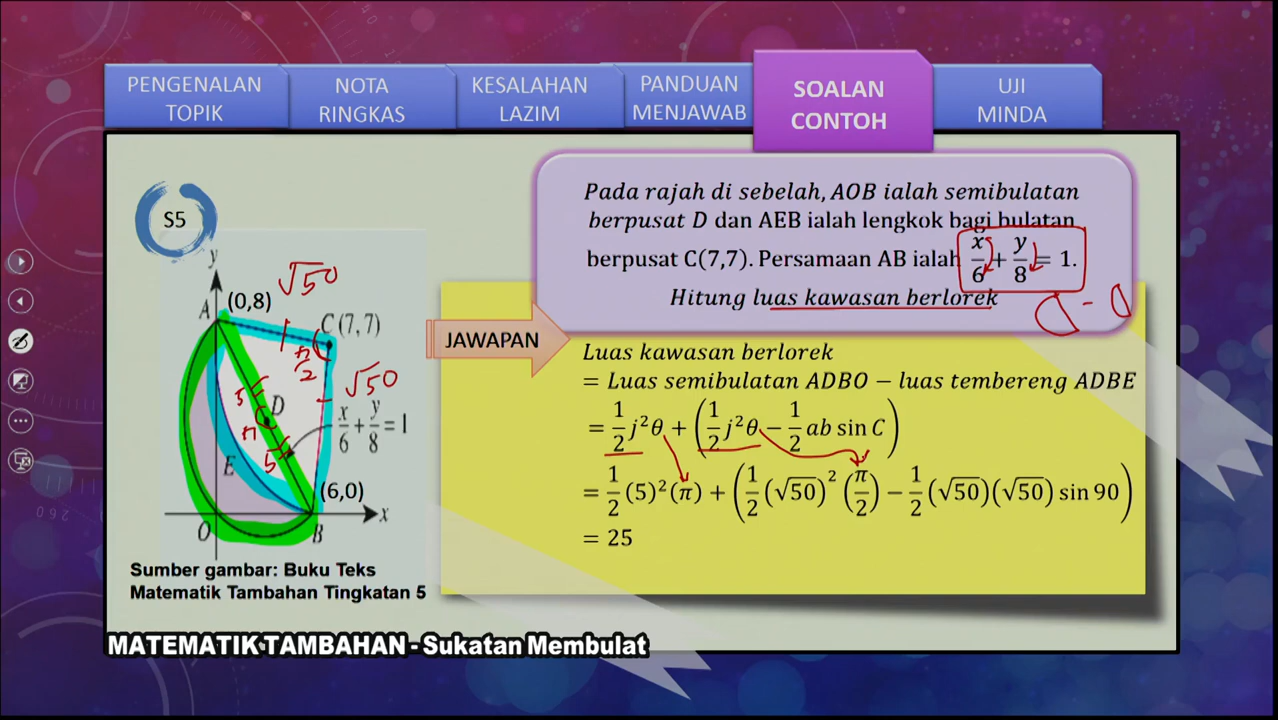 PENGENALAN TOPIK
NOTA RINGKAS
KESALAHAN LAZIM
PANDUAN MENJAWAB
SOALAN CONTOH
UJI MINDA
S5
Pada rajah di sebelah, AOB ialah semibulatan
berpusat D dan AEB ialah lengkok bagi bulatan
berpusat C(7,7). Persamaan AB ialah x/6 + y/8 = 1.
Hitung luas kawasan berlorek
JAWAPAN
Luas kawasan berlorek
= Luas semibulatan ADBO − luas tembereng ADBE
= 1/2 j²θ + (1/2 j²θ − 1/2 ab sin C)
= 1/2 (5)²(π) + (1/2 (√50)² (π/2) − 1/2 (√50)(√50) sin 90)
= 25
y
A (0,8) √50
C (7,7)
π/2
√50
5
D
π
x/6 + y/8 = 1
5
E
(6,0)
x
O
B
Sumber gambar: Buku Teks
Matematik Tambahan Tingkatan 5
MATEMATIK TAMBAHAN - Sukatan Membulat